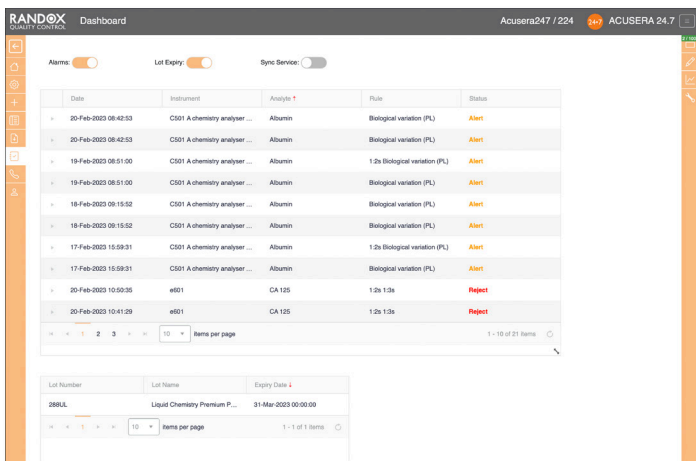 RANDOX
QUALITY CONTROL
Dashboard
Acusera247 / 224
24•7
ACUSERA 24.7
Alarms:
Lot Expiry:
Sync Service:
Date Instrument Analyte ↑ Rule Status
20-Feb-2023 08:42:53 C501 A chemistry analyser ... Albumin Biological variation (PL) Alert
20-Feb-2023 08:42:53 C501 A chemistry analyser ... Albumin Biological variation (PL) Alert
19-Feb-2023 08:51:00 C501 A chemistry analyser ... Albumin 1:2s Biological variation (PL) Alert
19-Feb-2023 08:51:00 C501 A chemistry analyser ... Albumin Biological variation (PL) Alert
18-Feb-2023 09:15:52 C501 A chemistry analyser ... Albumin Biological variation (PL) Alert
18-Feb-2023 09:15:52 C501 A chemistry analyser ... Albumin Biological variation (PL) Alert
17-Feb-2023 15:59:31 C501 A chemistry analyser ... Albumin 1:2s Biological variation (PL) Alert
17-Feb-2023 15:59:31 C501 A chemistry analyser ... Albumin Biological variation (PL) Alert
20-Feb-2023 10:50:35 e601 CA 125 1:2s 1:3s Reject
20-Feb-2023 10:41:29 e601 CA 125 1:2s 1:3s Reject
1 2 3 10 items per page 1 - 10 of 21 items
Lot Number Lot Name Expiry Date ↓
288UL Liquid Chemistry Premium P... 31-Mar-2023 00:00:00
1 10 items per page 1 - 1 of 1 items